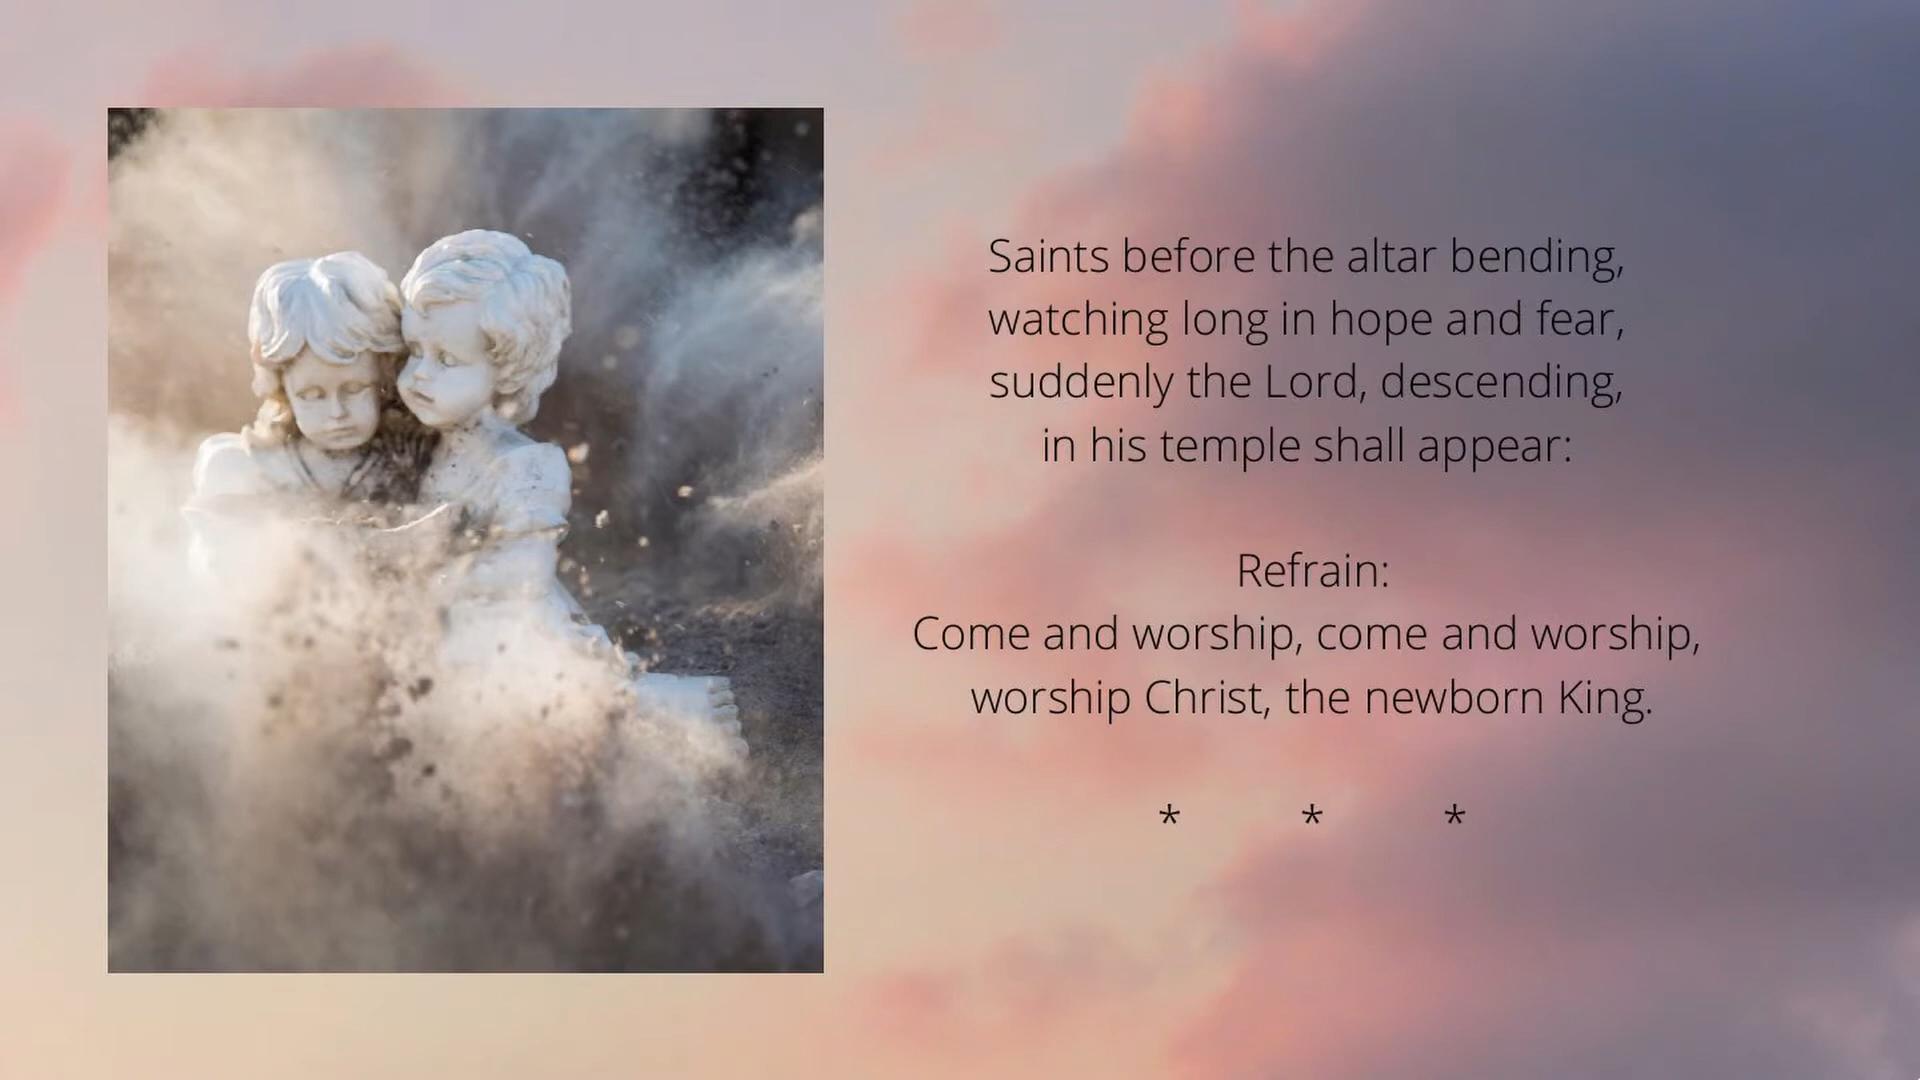 Saints before the altar bending,
watching long in hope and fear,
suddenly the Lord, descending,
in his temple shall appear:
Refrain:
Come and worship, come and worship,
worship Christ, the newborn King.
* * *